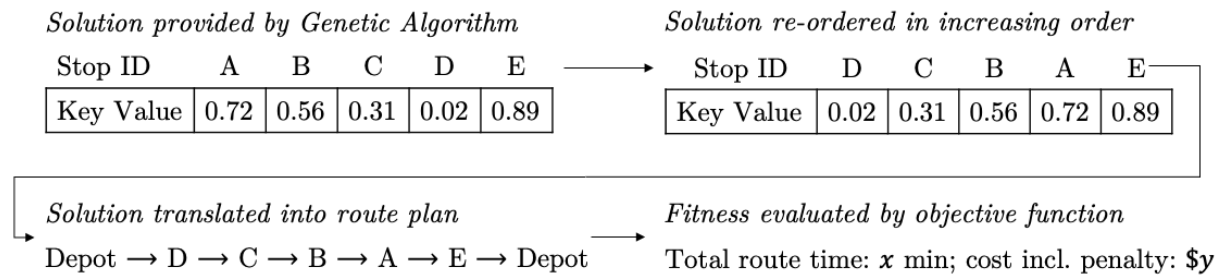 Solution provided by Genetic Algorithm
Stop ID A B C D E
Key Value 0.72 0.56 0.31 0.02 0.89
Solution re-ordered in increasing order
Stop ID D C B A E
Key Value 0.02 0.31 0.56 0.72 0.89
Solution translated into route plan
Depot → D → C → B → A → E → Depot
Fitness evaluated by objective function
Total route time: x min; cost incl. penalty: $y